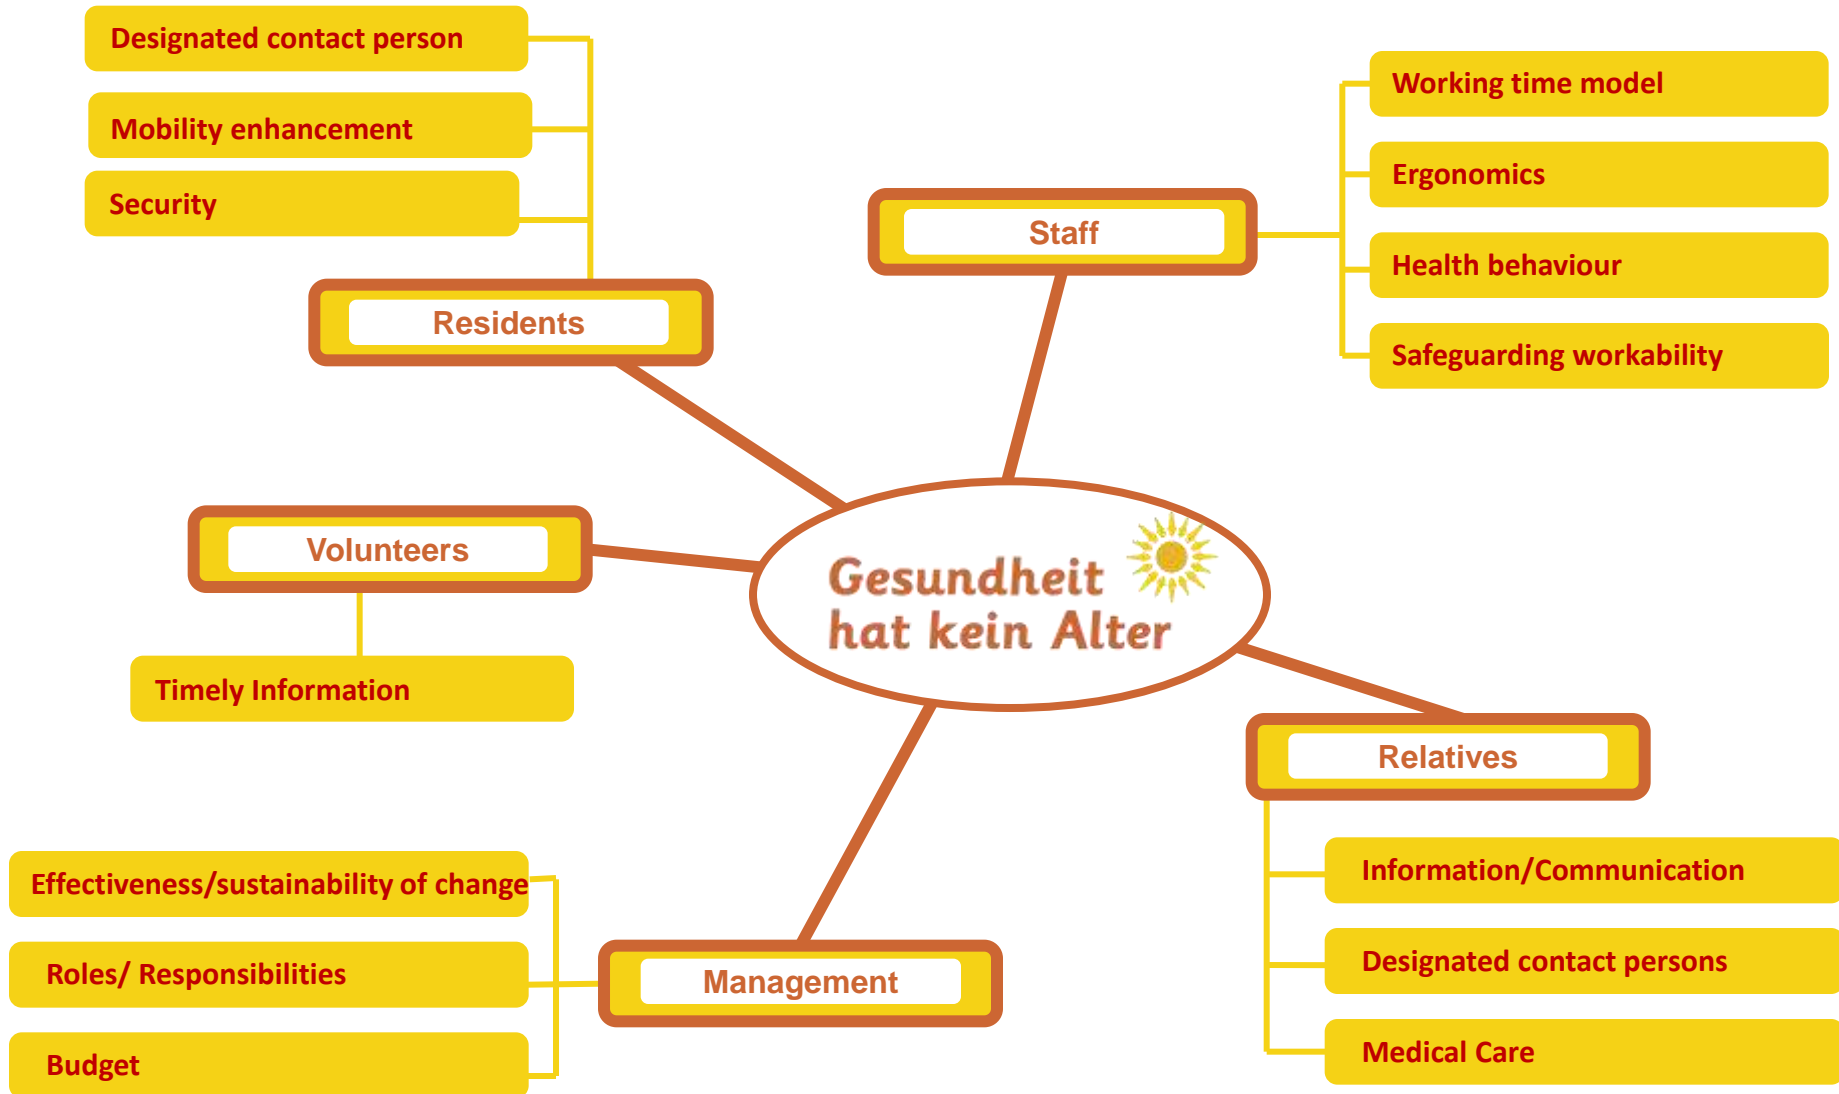 Designated contact person
Mobility enhancement
Security
Residents
Staff
Working time model
Ergonomics
Health behaviour
Safeguarding workability
Volunteers
Timely Information
Gesundheit
hat kein Alter
Relatives
Information/Communication
Designated contact persons
Medical Care
Management
Effectiveness/sustainability of change
Roles/ Responsibilities
Budget